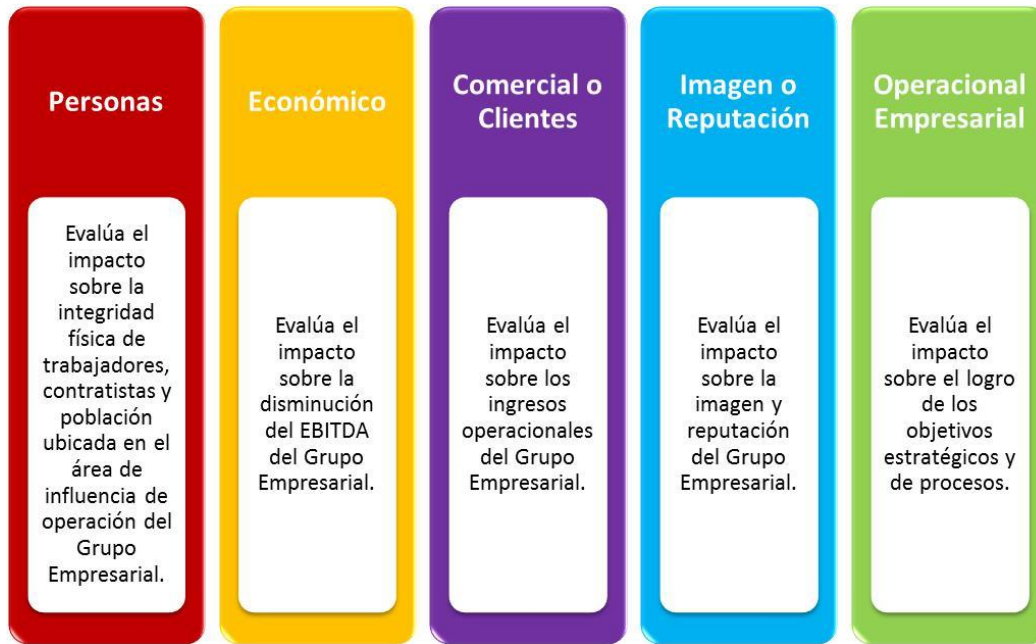 Personas
Evalúa el
impacto
sobre la
integridad
física de
trabajadores,
contratistas y
población
ubicada en el
área de
influencia de
operación del
Grupo
Empresarial.
Económico
Evalúa el
impacto
sobre la
disminución
del EBITDA
del Grupo
Empresarial.
Comercial o
Clientes
Evalúa el
impacto
sobre los
ingresos
operacionales
del Grupo
Empresarial.
Imagen o
Reputación
Evalúa el
impacto
sobre la
imagen y
reputación
del Grupo
Empresarial.
Operacional
Empresarial
Evalúa el
impacto
sobre el logro
de los
objetivos
estratégicos y
de procesos.